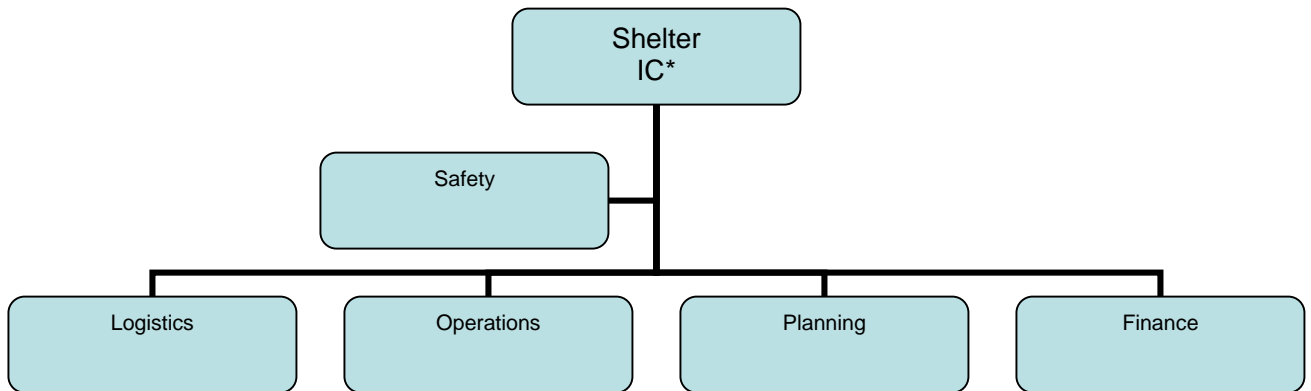 Shelter
IC*
Safety
Logistics
Operations
Planning
Finance